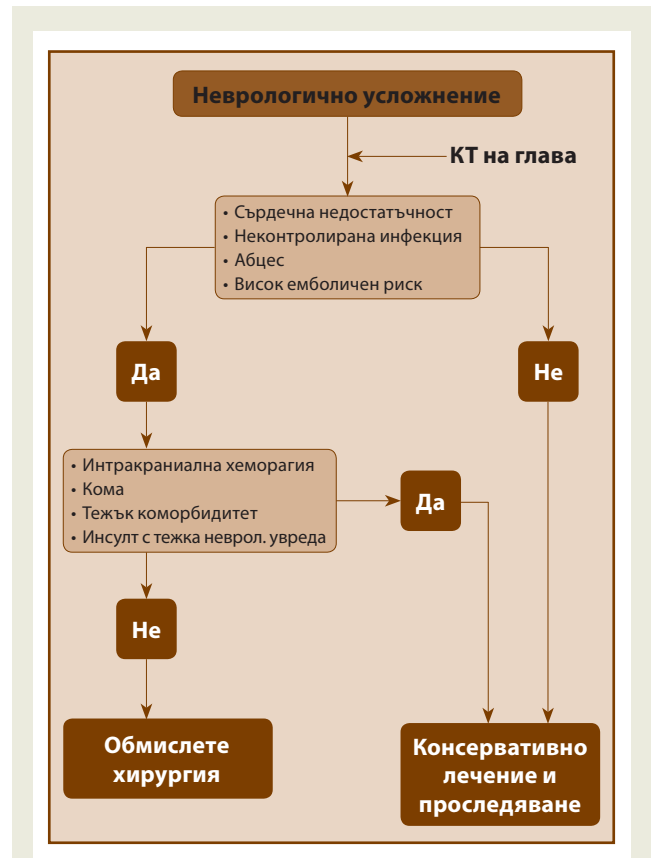 Неврологично усложнение
КТ на глава
• Сърдечна недостатъчност
• Неконтролирана инфекция
• Абцес
• Висок емболичен риск
Да
Не
• Интракраниална хеморагия
• Кома
• Тежък коморбидитет
• Инсулт с тежка неврол. увреда
Да
Не
Обмислете
хирургия
Консервативно
лечение и
проследяване